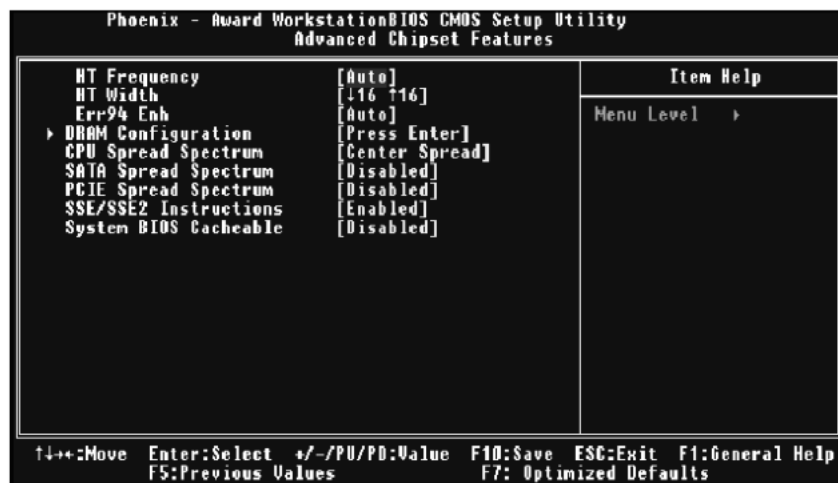 Phoenix - Award WorkstationBIOS CMOS Setup Utility
Advanced Chipset Features
HT Frequency [Auto]
HT Width [↓16 ↑16]
Err94 Enh [Auto]
▸ DRAM Configuration [Press Enter]
CPU Spread Spectrum [Center Spread]
SATA Spread Spectrum [Disabled]
PCIE Spread Spectrum [Disabled]
SSE/SSE2 Instructions [Enabled]
System BIOS Cacheable [Disabled]
Item Help
Menu Level ▸
↑↓→←:Move Enter:Select +/-/PU/PD:Value F10:Save ESC:Exit F1:General Help
F5:Previous Values F7: Optimized Defaults